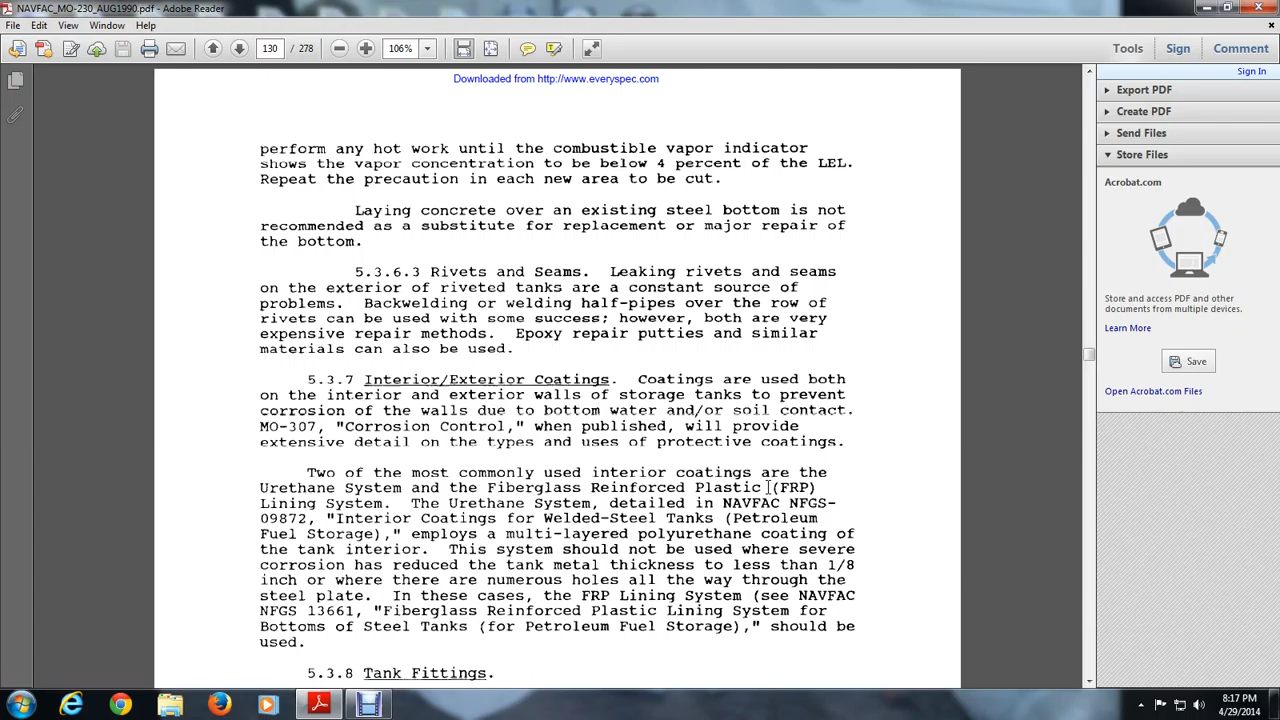 NAVFAC_MO-230_AUG1990.pdf - Adobe Reader
File Edit View Window Help
130 / 278 106% Tools Sign Comment
Sign In
Export PDF
Create PDF
Send Files
Store Files
Acrobat.com
Store and access PDF and other
documents from multiple devices.
Learn More
Save
Open Acrobat.com Files
Downloaded from http://www.everyspec.com
perform any hot work until the combustible vapor indicator
shows the vapor concentration to be below 4 percent of the LEL.
Repeat the precaution in each new area to be cut.
Laying concrete over an existing steel bottom is not
recommended as a substitute for replacement or major repair of
the bottom.
5.3.6.3 Rivets and Seams. Leaking rivets and seams
on the exterior of riveted tanks are a constant source of
problems. Backwelding or welding half-pipes over the row of
rivets can be used with some success; however, both are very
expensive repair methods. Epoxy repair putties and similar
materials can also be used.
5.3.7 Interior/Exterior Coatings. Coatings are used both
on the interior and exterior walls of storage tanks to prevent
corrosion of the walls due to bottom water and/or soil contact.
MO-307, "Corrosion Control," when published, will provide
extensive detail on the types and uses of protective coatings.
Two of the most commonly used interior coatings are the
Urethane System and the Fiberglass Reinforced Plastic (FRP)
Lining System. The Urethane System, detailed in NAVFAC NFGS-
09872, "Interior Coatings for Welded-Steel Tanks (Petroleum
Fuel Storage)," employs a multi-layered polyurethane coating of
the tank interior. This system should not be used where severe
corrosion has reduced the tank metal thickness to less than 1/8
inch or where there are numerous holes all the way through the
steel plate. In these cases, the FRP Lining System (see NAVFAC
NFGS 13661, "Fiberglass Reinforced Plastic Lining System for
Bottoms of Steel Tanks (for Petroleum Fuel Storage)," should be
used.
5.3.8 Tank Fittings.
8:17 PM
4/29/2014